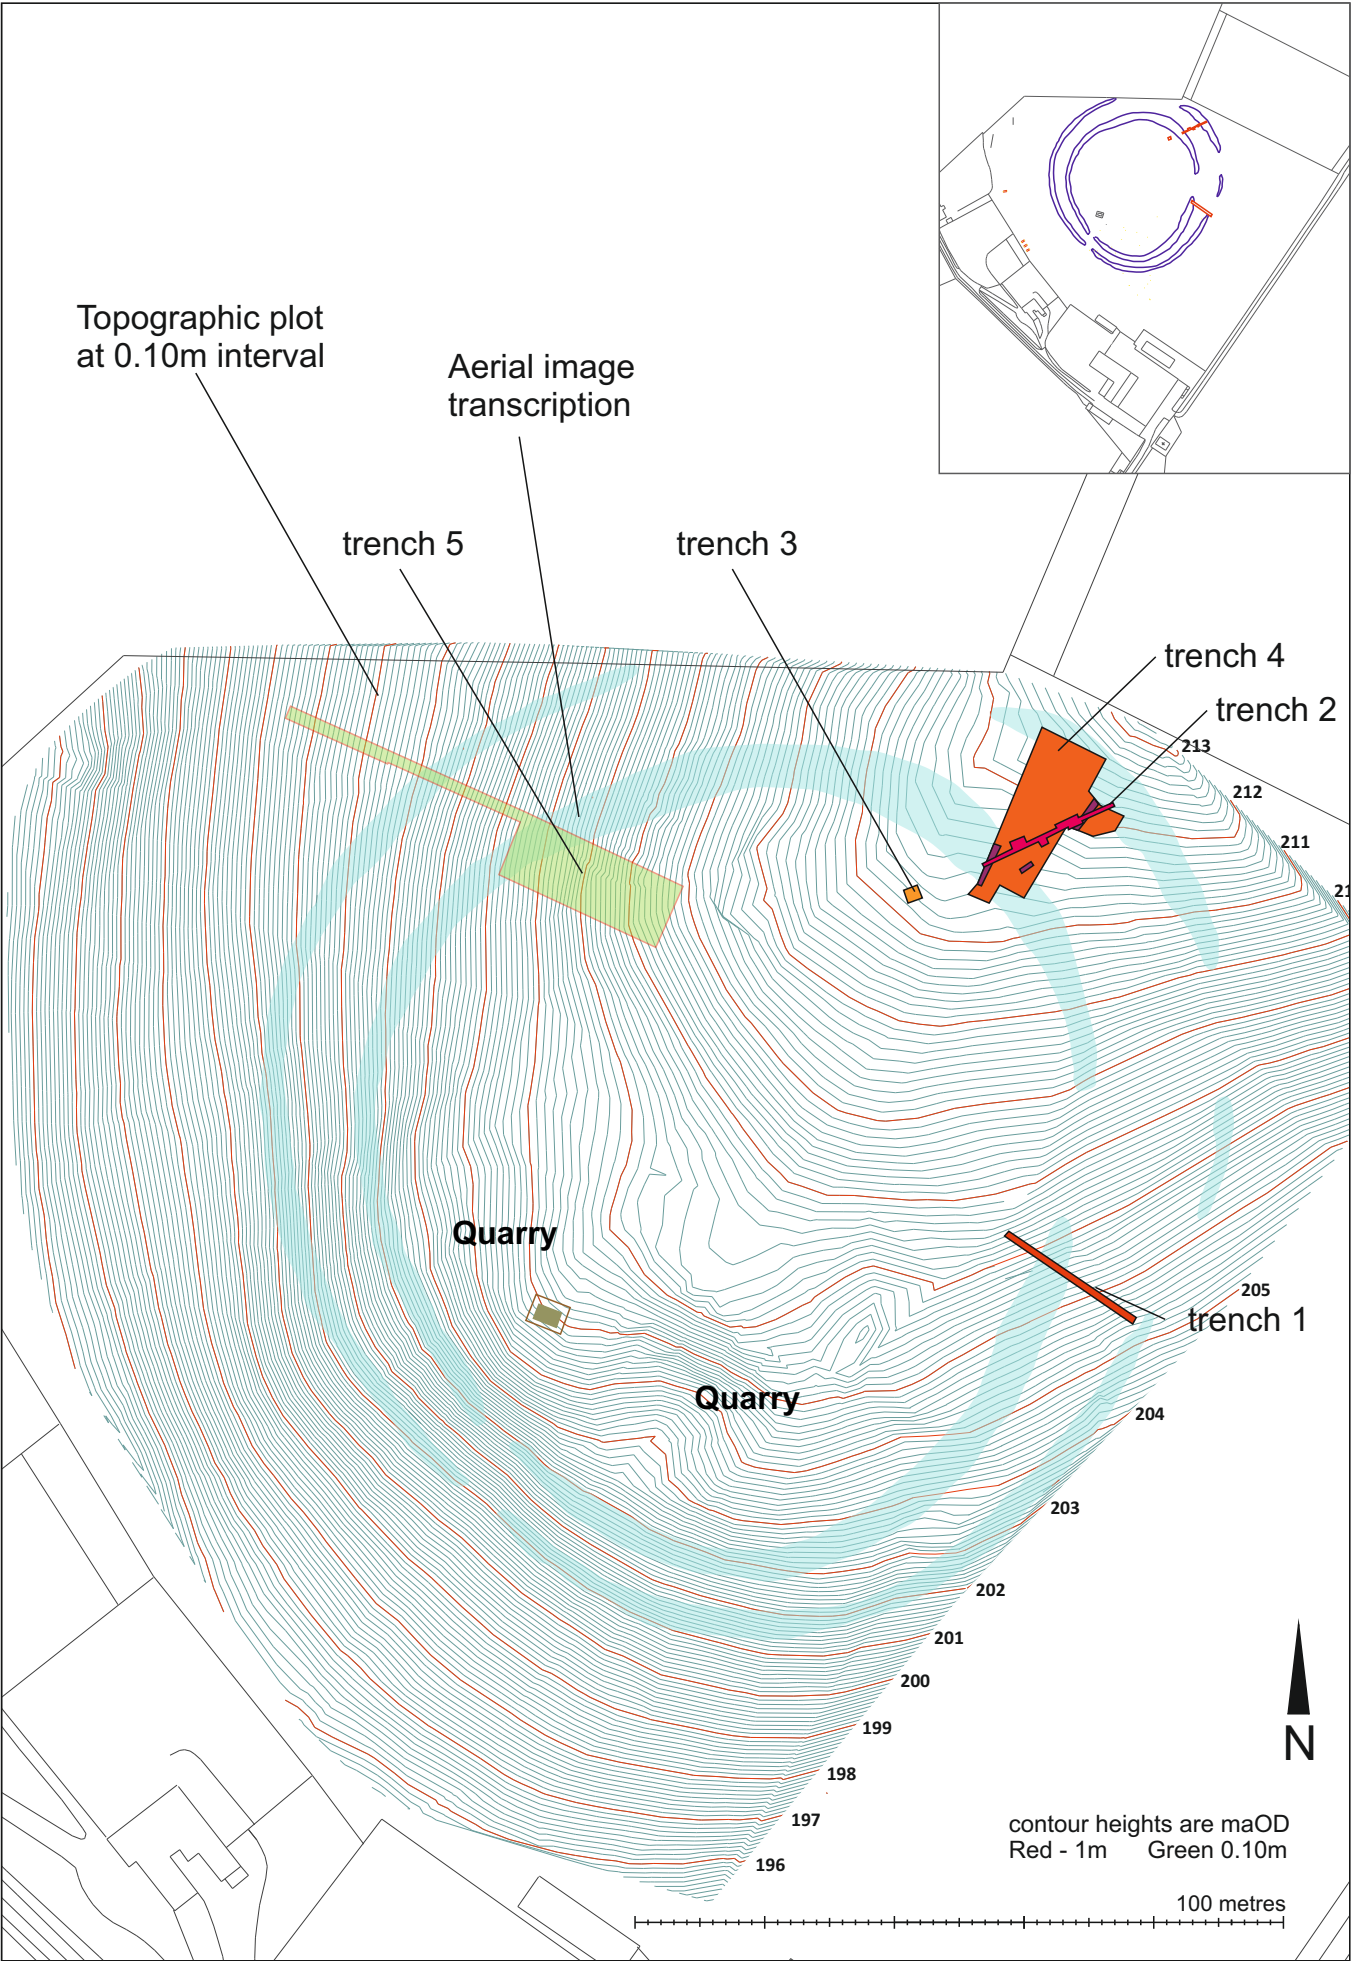 Topographic plot
at 0.10m interval
Aerial image
transcription
trench 5
trench 3
trench 4
trench 2
213
212
211
21
Quarry
205
trench 1
Quarry
204
203
202
201
200
199
198
197
196
N
contour heights are maOD
Red - 1m Green 0.10m
100 metres